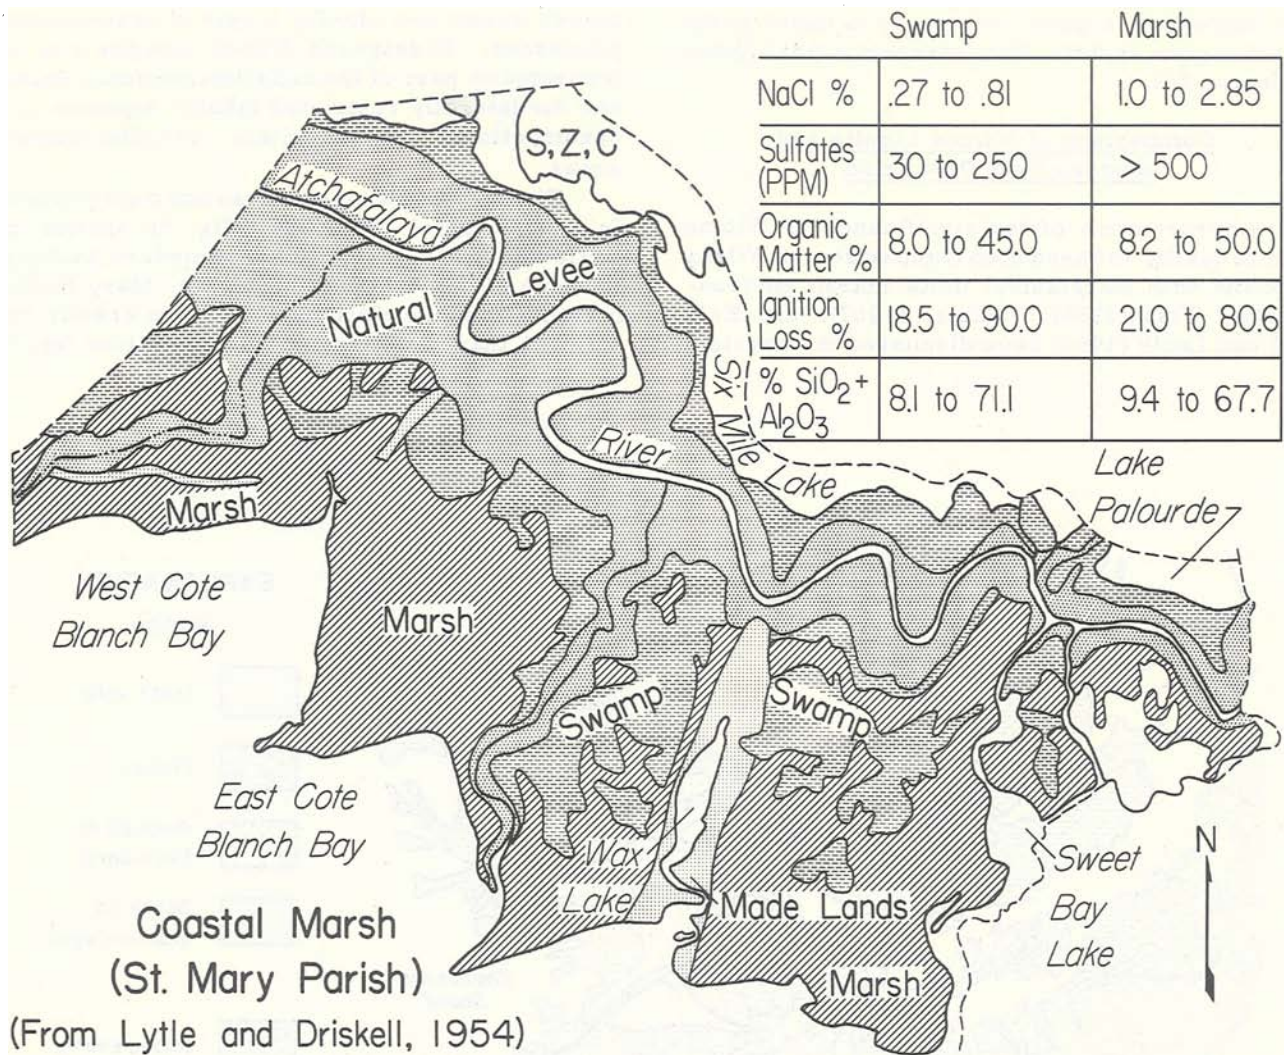 Swamp Marsh
NaCl % .27 to .81 1.0 to 2.85
Sulfates
(PPM) 30 to 250 > 500
Organic
Matter % 8.0 to 45.0 8.2 to 50.0
Ignition
Loss % 18.5 to 90.0 21.0 to 80.6
% SiO₂ +
Al₂O₃ 8.1 to 71.1 9.4 to 67.7
S, Z, C
Atchafalaya
Levee
Natural
River
Six Mile Lake
Lake
Palourde
Marsh
West Cote
Blanch Bay
Marsh
Swamp
Swamp
East Cote
Blanch Bay
Wax
Lake
Made Lands
Marsh
Sweet
Bay
Lake
N
Coastal Marsh
(St. Mary Parish)
(From Lytle and Driskell, 1954)